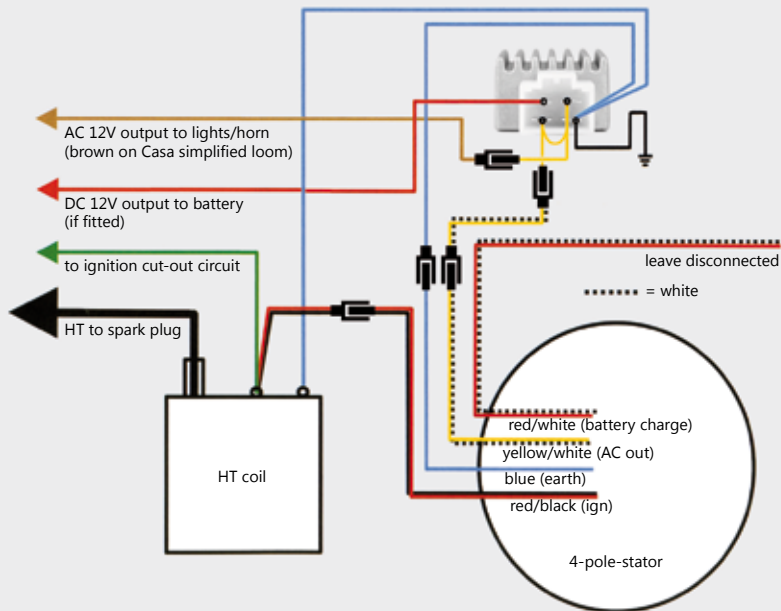 AC 12V output to lights/horn
(brown on Casa simplified loom)
DC 12V output to battery
(if fitted)
to ignition cut-out circuit
leave disconnected
= white
HT to spark plug
red/white (battery charge)
yellow/white (AC out)
blue (earth)
red/black (ign)
HT coil
4-pole-stator